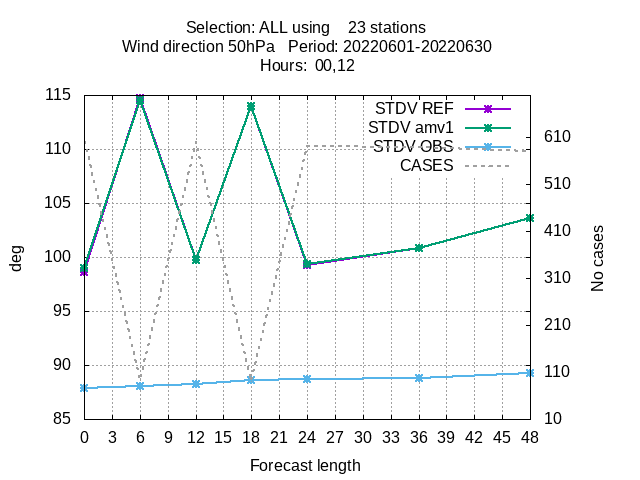 Selection: ALL using    23 stations
Wind direction 50hPa   Period: 20220601-20220630
Hours:  00,12
115
110
105
100
95
90
85
deg
STDV REF
STDV amv1
STDV OBS
CASES
610
510
410
310
210
110
10
No cases
0 3 6 9 12 15 18 21 24 27 30 33 36 39 42 45 48
Forecast length